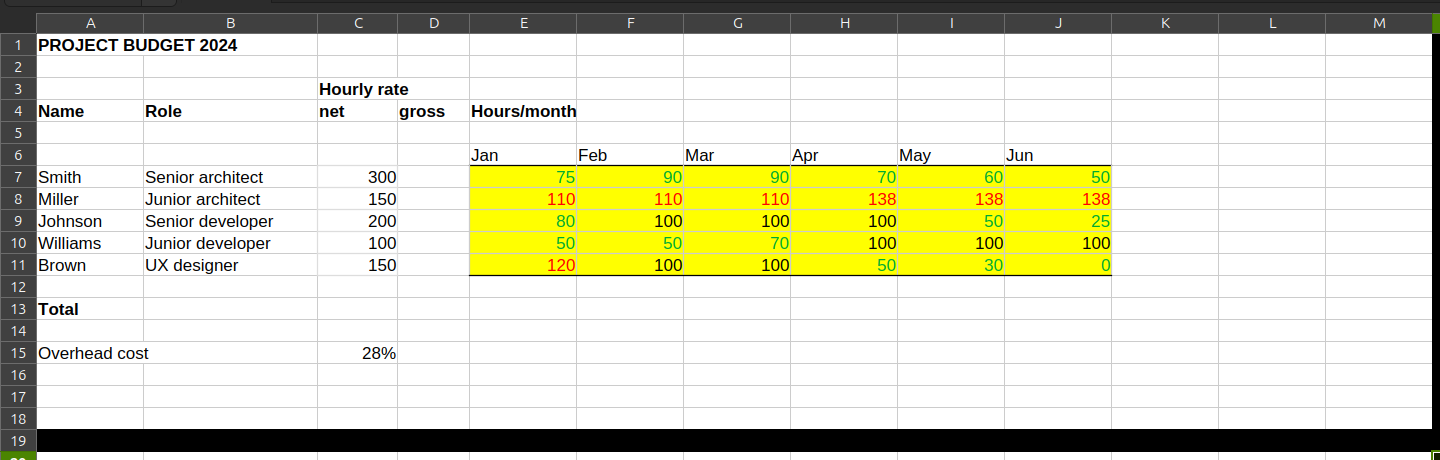 A B C D E F G H I J K L M
1 PROJECT BUDGET 2024
2
3 Hourly rate
4 Name Role net gross Hours/month
5
6 Jan Feb Mar Apr May Jun
7 Smith Senior architect 300 75 90 90 70 60 50
8 Miller Junior architect 150 110 110 110 138 138 138
9 Johnson Senior developer 200 80 100 100 100 50 25
10 Williams Junior developer 100 50 50 70 100 100 100
11 Brown UX designer 150 120 100 100 50 30 0
12
13 Total
14
15 Overhead cost 28%
16
17
18
19